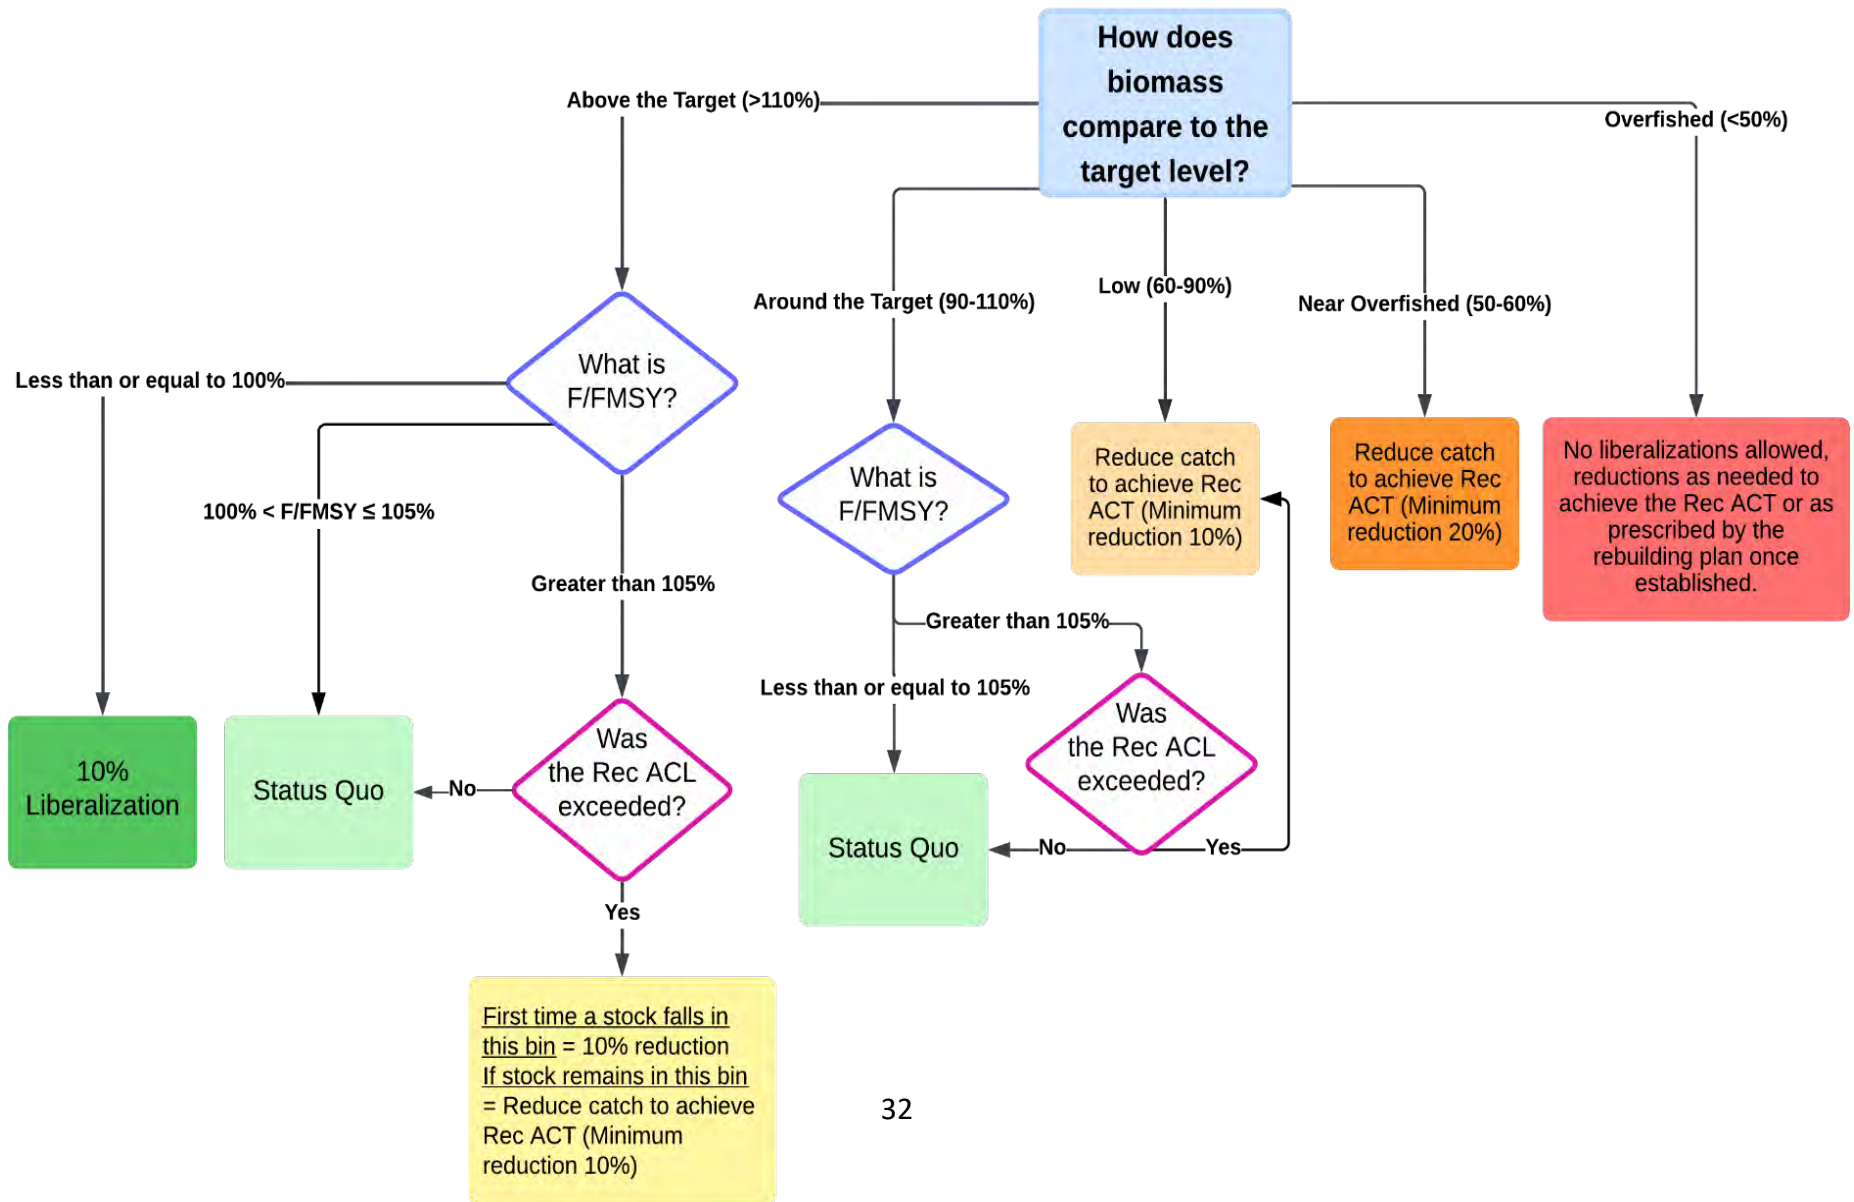 How does
biomass
compare to the
target level?
Above the Target (>110%)
Overfished (<50%)
Around the Target (90-110%)
Low (60-90%)
Near Overfished (50-60%)
What is
F/FMSY?
Less than or equal to 100%
100% < F/FMSY ≤ 105%
Greater than 105%
What is
F/FMSY?
Reduce catch
to achieve Rec
ACT (Minimum
reduction 10%)
Reduce catch
to achieve Rec
ACT (Minimum
reduction 20%)
No liberalizations allowed,
reductions as needed to
achieve the Rec ACT or as
prescribed by the
rebuilding plan once
established.
Greater than 105%
Less than or equal to 105%
10%
Liberalization
Status Quo
No
Was
the Rec ACL
exceeded?
Was
the Rec ACL
exceeded?
Status Quo
No
Yes
Yes
First time a stock falls in
this bin = 10% reduction
If stock remains in this bin
= Reduce catch to achieve
Rec ACT (Minimum
reduction 10%)
32